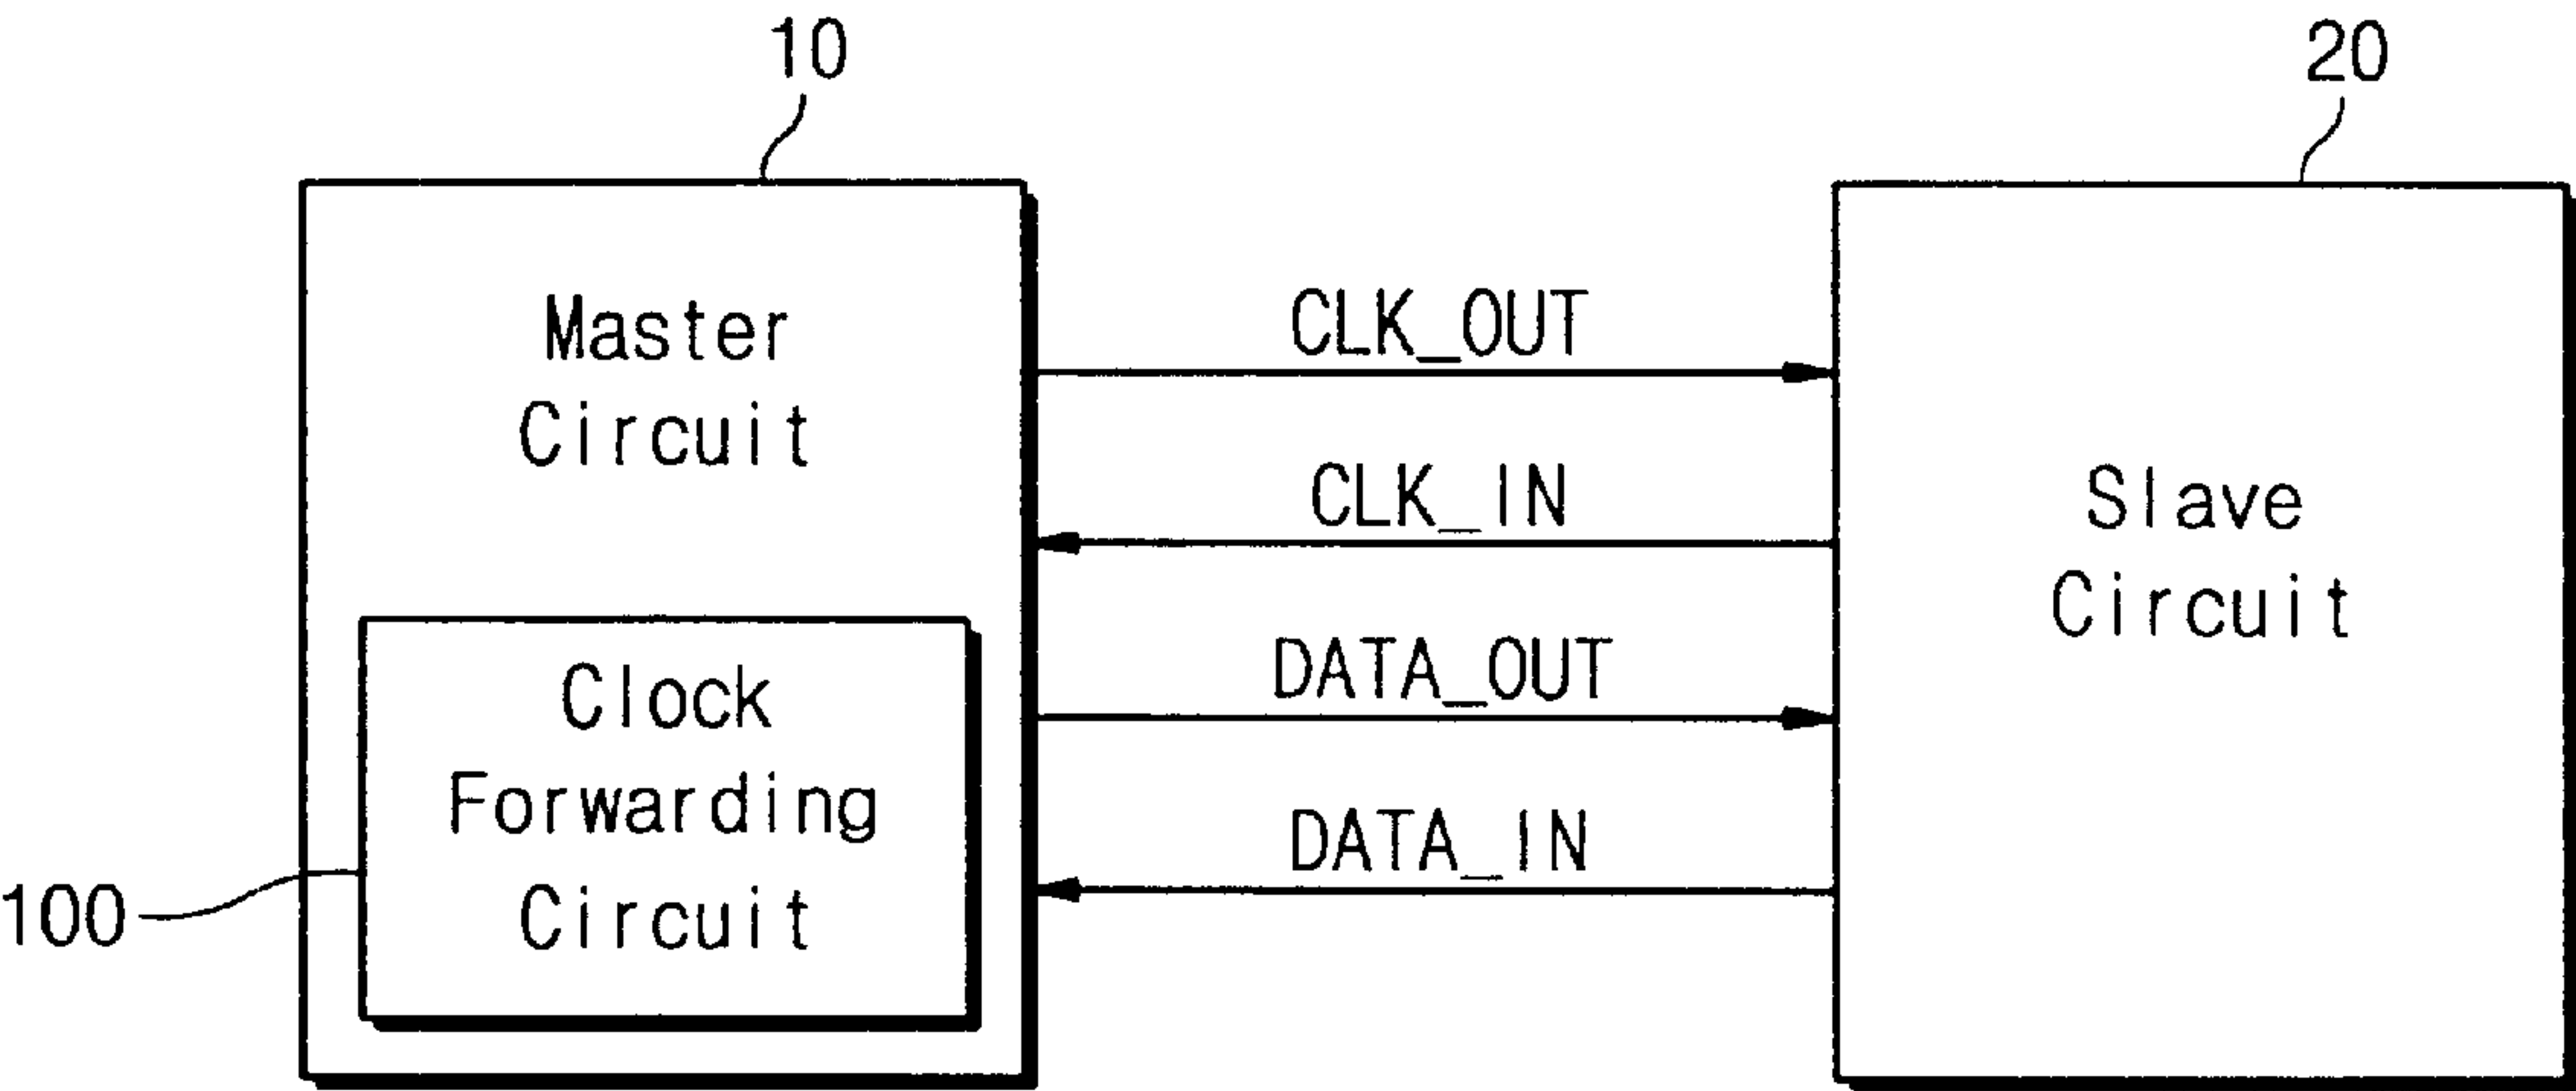 10
20
Master
Circuit
CLK_OUT
CLK_IN
Slave
Circuit
DATA_OUT
DATA_IN
Clock
Forwarding
Circuit
100